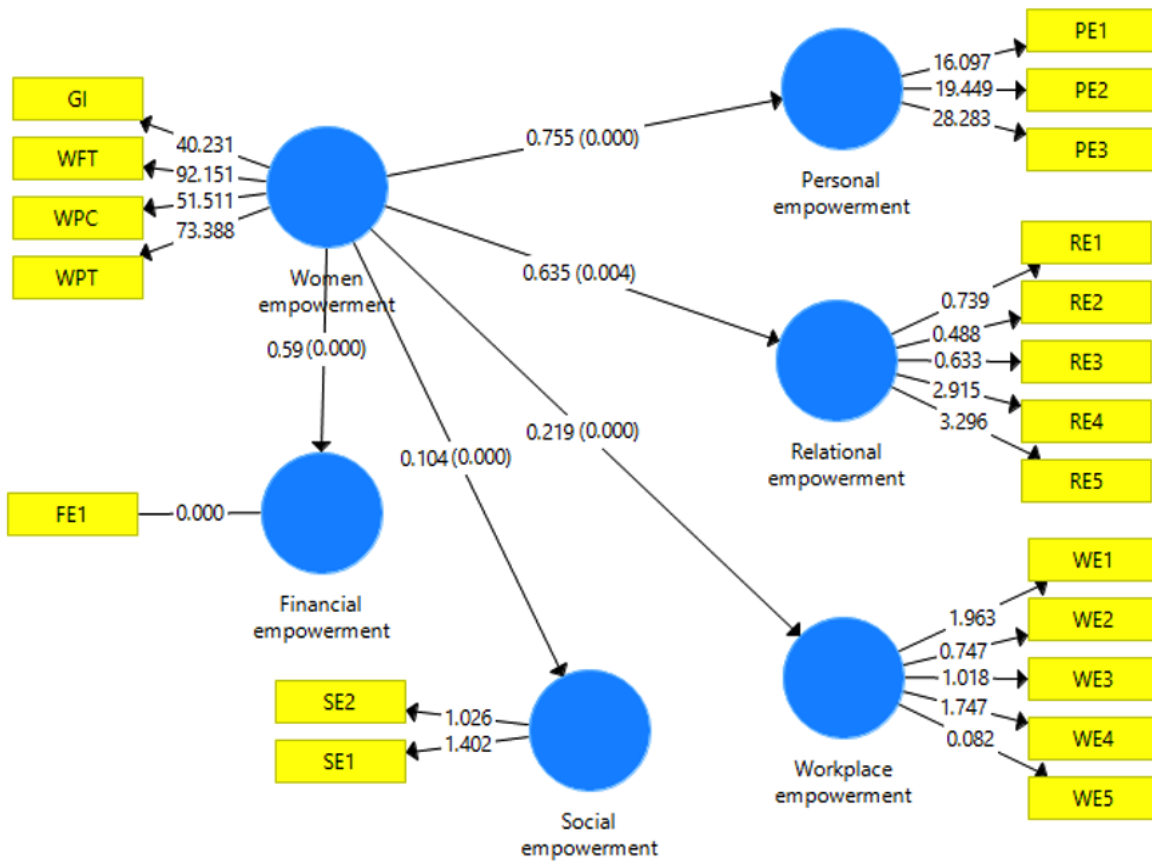 GI
WFT
WPC
WPT
40.231
92.151
51.511
73.388
Women
empowerment
0.755 (0.000)
0.635 (0.004)
0.59 (0.000)
0.104 (0.000)
0.219 (0.000)
Personal
empowerment
16.097
19.449
28.283
PE1
PE2
PE3
Relational
empowerment
0.739
0.488
0.633
2.915
3.296
RE1
RE2
RE3
RE4
RE5
FE1
0.000
Financial
empowerment
SE2
SE1
1.026
1.402
Social
empowerment
Workplace
empowerment
1.963
0.747
1.018
1.747
0.082
WE1
WE2
WE3
WE4
WE5